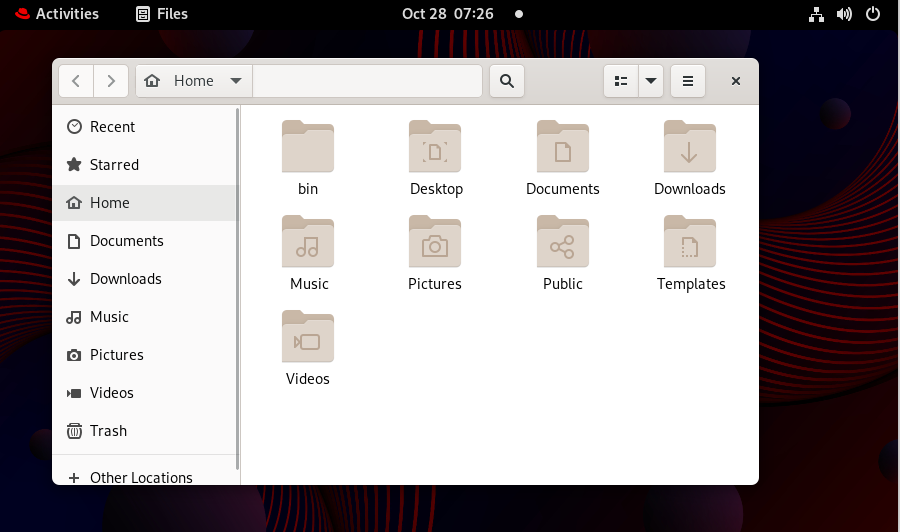 Activities Files Oct 28 07:26
Home
Recent
Starred
Home
Documents
Downloads
Music
Pictures
Videos
Trash
Other Locations
bin Desktop Documents Downloads
Music Pictures Public Templates
Videos